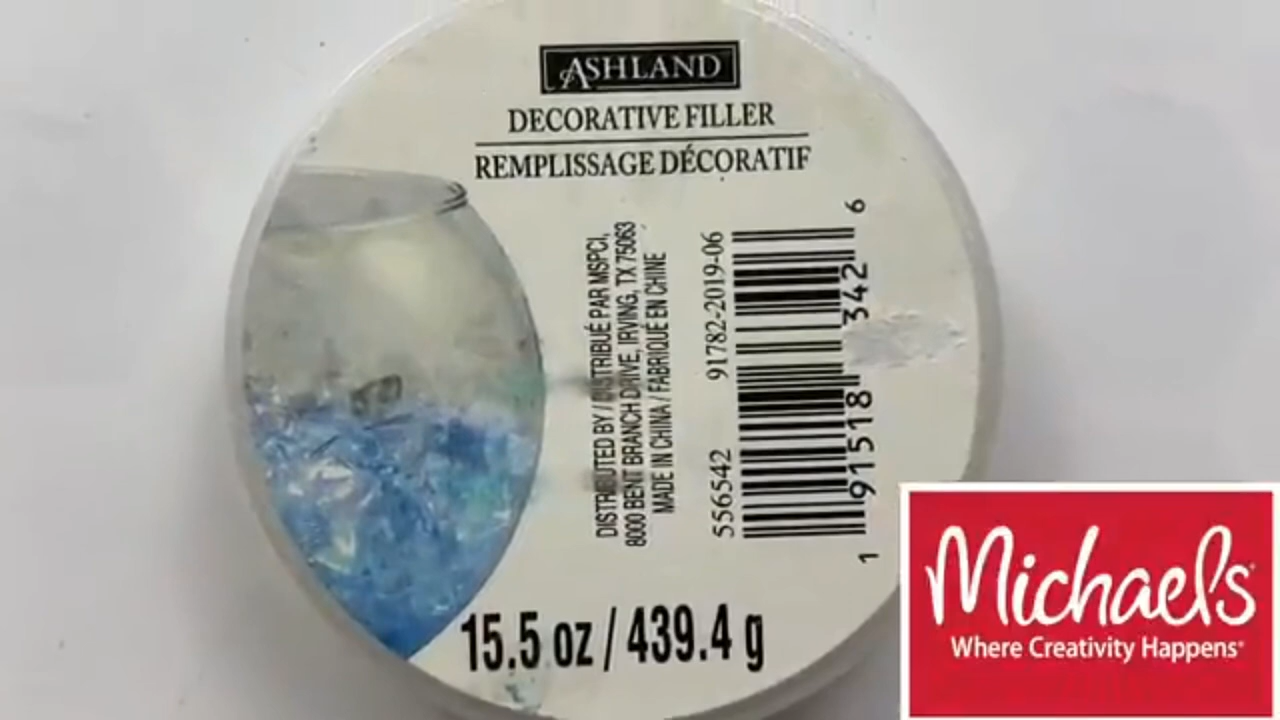 ASHLAND
DECORATIVE FILLER
REMPLISSAGE DÉCORATIF
DISTRIBUTED BY / DISTRIBUÉ PAR MSPCI,
8000 BENT BRANCH DRIVE, IRVING, TX 75063
MADE IN CHINA / FABRIQUÉ EN CHINE
556542 91782-2019-06
1 91518 342 6
15.5 oz / 439.4 g
Michaels
Where Creativity Happens®